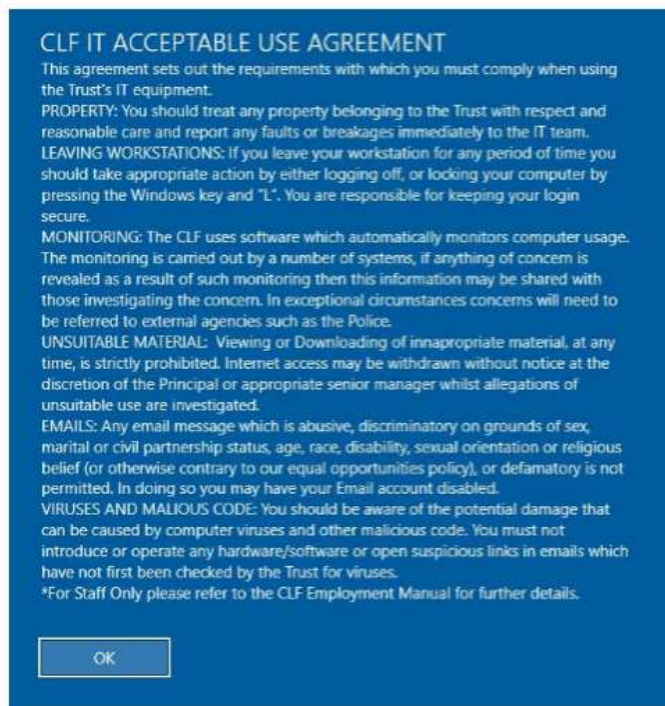 CLF IT ACCEPTABLE USE AGREEMENT
This agreement sets out the requirements with which you must comply when using
the Trust's IT equipment.
PROPERTY: You should treat any property belonging to the Trust with respect and
reasonable care and report any faults or breakages immediately to the IT team.
LEAVING WORKSTATIONS: If you leave your workstation for any period of time you
should take appropriate action by either logging off, or locking your computer by
pressing the Windows key and "L". You are responsible for keeping your login
secure.
MONITORING: The CLF uses software which automatically monitors computer usage.
The monitoring is carried out by a number of systems, if anything of concern is
revealed as a result of such monitoring then this information may be shared with
those investigating the concern. In exceptional circumstances concerns will need to
be referred to external agencies such as the Police.
UNSUITABLE MATERIAL:  Viewing or Downloading of innapropriate material, at any
time, is strictly prohibited. Internet access may be withdrawn without notice at the
discretion of the Principal or appropriate senior manager whilst allegations of
unsuitable use are investigated.
EMAILS: Any email message which is abusive, discriminatory on grounds of sex,
marital or civil partnership status, age, race, disability, sexual orientation or religious
belief (or otherwise contrary to our equal opportunities policy), or defamatory is not
permitted. In doing so you may have your Email account disabled.
VIRUSES AND MALIOUS CODE: You should be aware of the potential damage that
can be caused by computer viruses and other malicious code. You must not
introduce or operate any hardware/software or open suspicious links in emails which
have not first been checked by the Trust for viruses.
*For Staff Only please refer to the CLF Employment Manual for further details.
OK